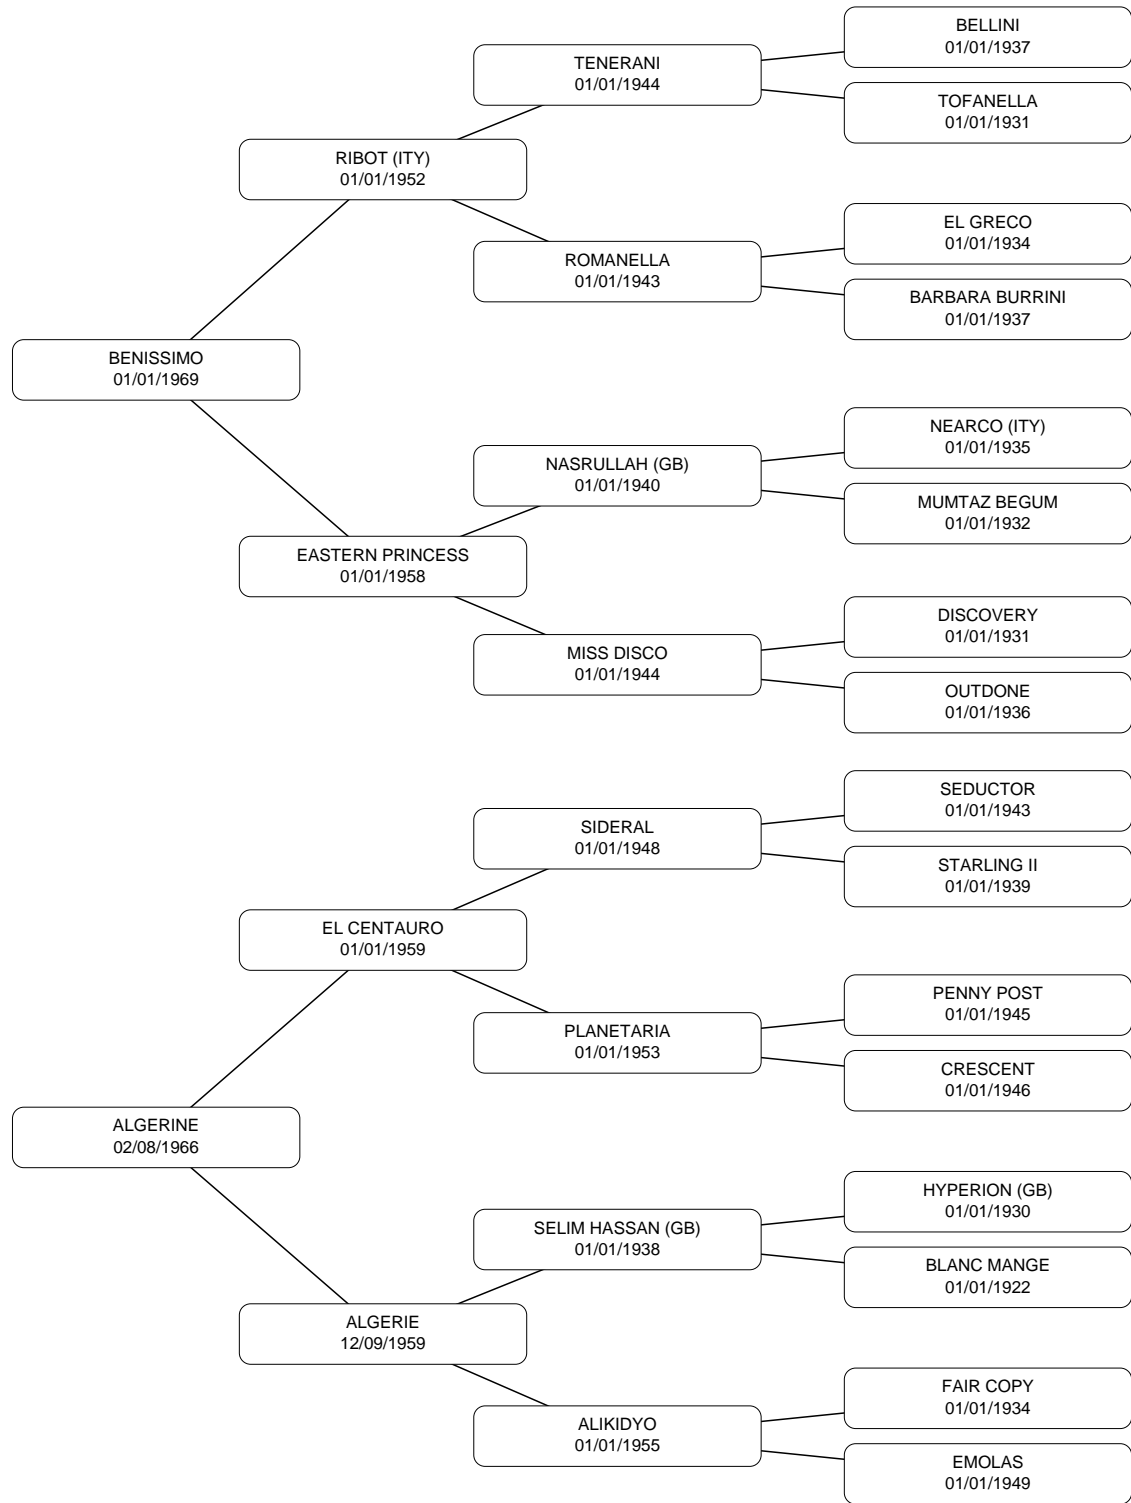 BELLINI
01/01/1937
TENERANI
01/01/1944
TOFANELLA
01/01/1931
RIBOT (ITY)
01/01/1952
EL GRECO
01/01/1934
ROMANELLA
01/01/1943
BARBARA BURRINI
01/01/1937
BENISSIMO
01/01/1969
NEARCO (ITY)
01/01/1935
NASRULLAH (GB)
01/01/1940
MUMTAZ BEGUM
01/01/1932
EASTERN PRINCESS
01/01/1958
DISCOVERY
01/01/1931
MISS DISCO
01/01/1944
OUTDONE
01/01/1936
SEDUCTOR
01/01/1943
SIDERAL
01/01/1948
STARLING II
01/01/1939
EL CENTAURO
01/01/1959
PENNY POST
01/01/1945
PLANETARIA
01/01/1953
CRESCENT
01/01/1946
ALGERINE
02/08/1966
HYPERION (GB)
01/01/1930
SELIM HASSAN (GB)
01/01/1938
BLANC MANGE
01/01/1922
ALGERIE
12/09/1959
FAIR COPY
01/01/1934
ALIKIDYO
01/01/1955
EMOLAS
01/01/1949